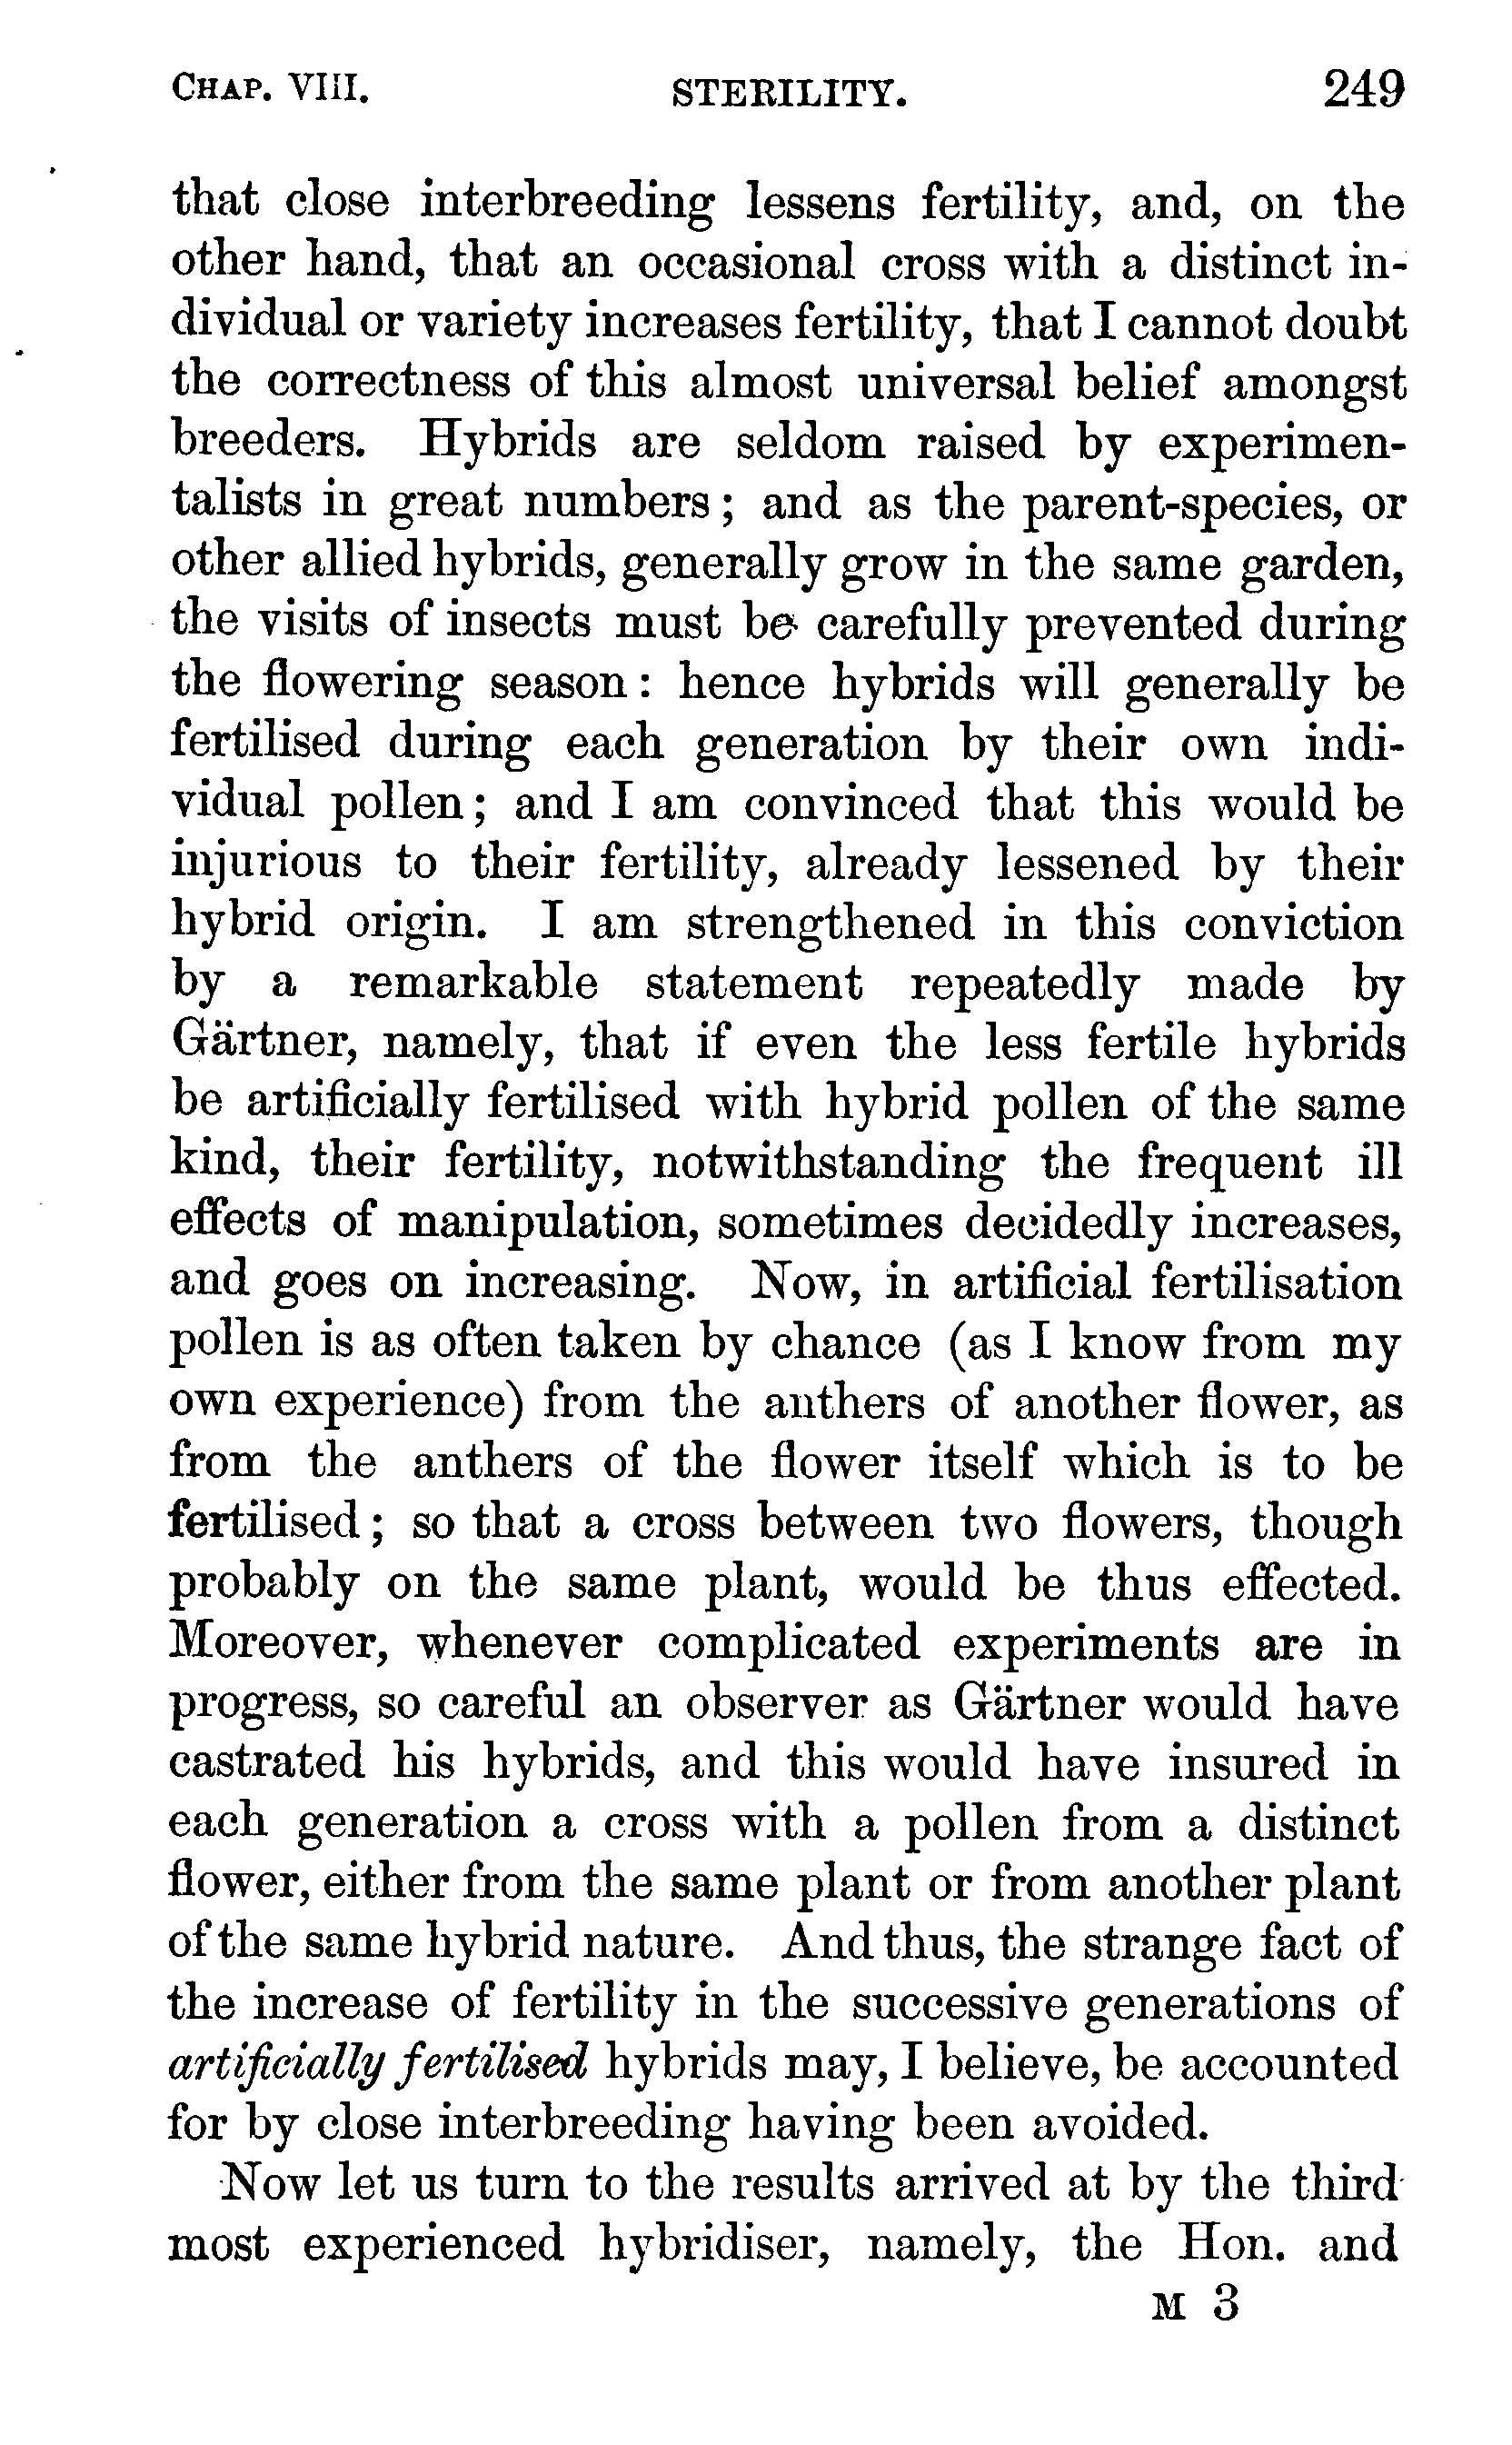 CHAP. VIII. STERILITY. 249
that close interbreeding lessens fertility, and, on the
other hand, that an occasional cross with a distinct in-
dividual or variety increases fertility, that I cannot doubt
the correctness of this almost universal belief amongst
breeders. Hybrids are seldom raised by experimen-
talists in great numbers; and as the parent-species, or
other allied hybrids, generally grow in the same garden,
the visits of insects must be carefully prevented during
the flowering season: hence hybrids will generally be
fertilised during each generation by their own indi-
vidual pollen; and I am convinced that this would be
injurious to their fertility, already lessened by their
hybrid origin. I am strengthened in this conviction
by a remarkable statement repeatedly made by
Gärtner, namely, that if even the less fertile hybrids
be artificially fertilised with hybrid pollen of the same
kind, their fertility, notwithstanding the frequent ill
effects of manipulation, sometimes decidedly increases,
and goes on increasing. Now, in artificial fertilisation
pollen is as often taken by chance (as I know from my
own experience) from the anthers of another flower, as
from the anthers of the flower itself which is to be
fertilised; so that a cross between two flowers, though
probably on the same plant, would be thus effected.
Moreover, whenever complicated experiments are in
progress, so careful an observer as Gärtner would have
castrated his hybrids, and this would have insured in
each generation a cross with a pollen from a distinct
flower, either from the same plant or from another plant
of the same hybrid nature. And thus, the strange fact of
the increase of fertility in the successive generations of
artificially fertilised hybrids may, I believe, be accounted
for by close interbreeding having been avoided.
Now let us turn to the results arrived at by the third
most experienced hybridiser, namely, the Hon. and
M 3